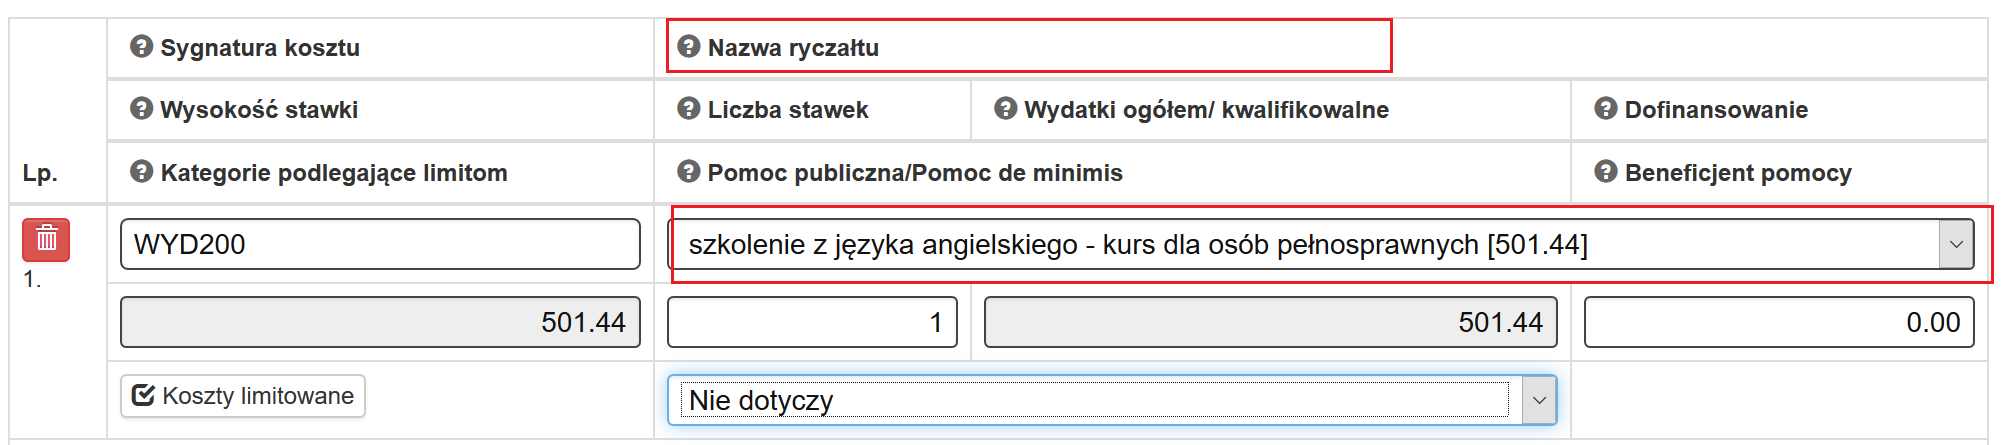 Sygnatura kosztu Nazwa ryczałtu
Wysokość stawki Liczba stawek Wydatki ogółem/ kwalifikowalne Dofinansowanie
Lp. Kategorie podlegające limitom Pomoc publiczna/Pomoc de minimis Beneficjent pomocy
WYD200 szkolenie z języka angielskiego - kurs dla osób pełnosprawnych [501.44]
1.
501.44 1 501.44 0.00
Koszty limitowane Nie dotyczy